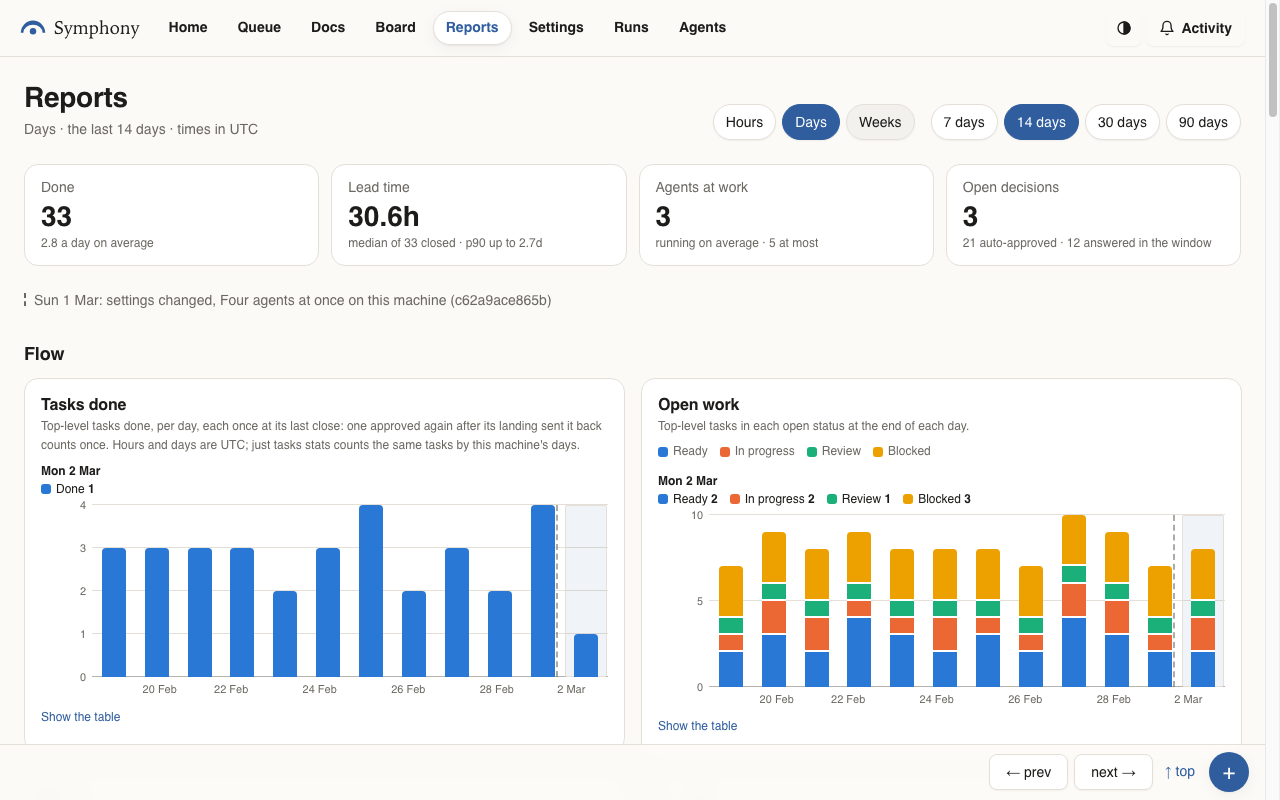 Symphony Home Queue Docs Board Reports Settings Runs Agents Activity
Reports
Days · the last 14 days · times in UTC
Hours Days Weeks 7 days 14 days 30 days 90 days
Done
33
2.8 a day on average
Lead time
30.6h
median of 33 closed · p90 up to 2.7d
Agents at work
3
running on average · 5 at most
Open decisions
3
21 auto-approved · 12 answered in the window
Sun 1 Mar: settings changed, Four agents at once on this machine (c62a9ace865b)
Flow
Tasks done
Top-level tasks done, per day, each once at its last close: one approved again after its landing sent it back
counts once. Hours and days are UTC; just tasks stats counts the same tasks by this machine's days.
Mon 2 Mar
Done 1
4
3
2
1
0
20 Feb 22 Feb 24 Feb 26 Feb 28 Feb 2 Mar
Show the table
Open work
Top-level tasks in each open status at the end of each day.
Ready In progress Review Blocked
Mon 2 Mar
Ready 2 In progress 2 Review 1 Blocked 3
10
5
0
20 Feb 22 Feb 24 Feb 26 Feb 28 Feb 2 Mar
Show the table
← prev next → ↑ top +